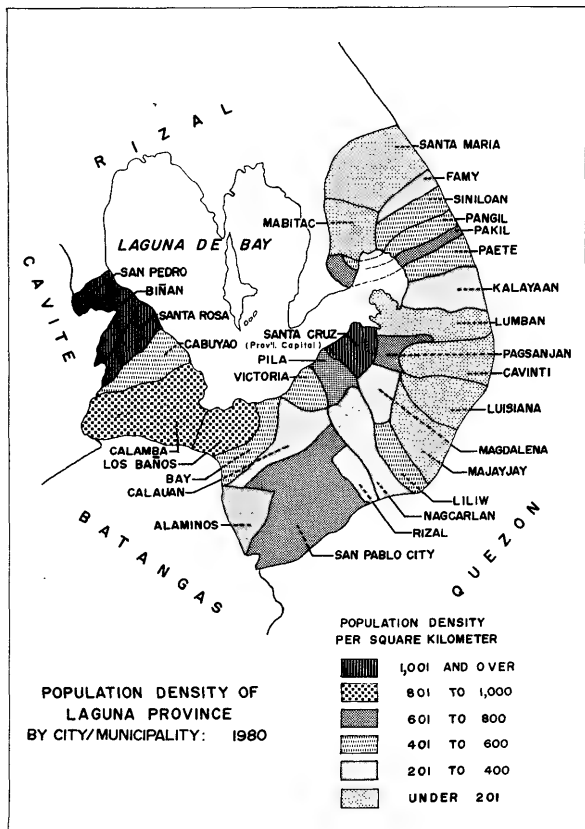 RIZAL
SANTA MARIA
FAMY
SINILOAN
PANGIL
PAKIL
PAETE
MABITAC
LAGUNA DE BAY
CAVITE
SAN PEDRO
BIÑAN
SANTA ROSA
CABUYAO
KALAYAAN
LUMBAN
SANTA CRUZ
(Prov'l. Capital)
PILA
VICTORIA
PAGSANJAN
CAVINTI
LUISIANA
CALAMBA
LOS BAÑOS
BAY
CALAUAN
MAGDALENA
MAJAYJAY
LILIW
NAGCARLAN
RIZAL
ALAMINOS
SAN PABLO CITY
BATANGAS
QUEZON
POPULATION DENSITY
PER SQUARE KILOMETER
1,001 AND OVER
801 TO 1,000
601 TO 800
401 TO 600
201 TO 400
UNDER 201
POPULATION DENSITY OF
LAGUNA PROVINCE
BY CITY/MUNICIPALITY: 1980